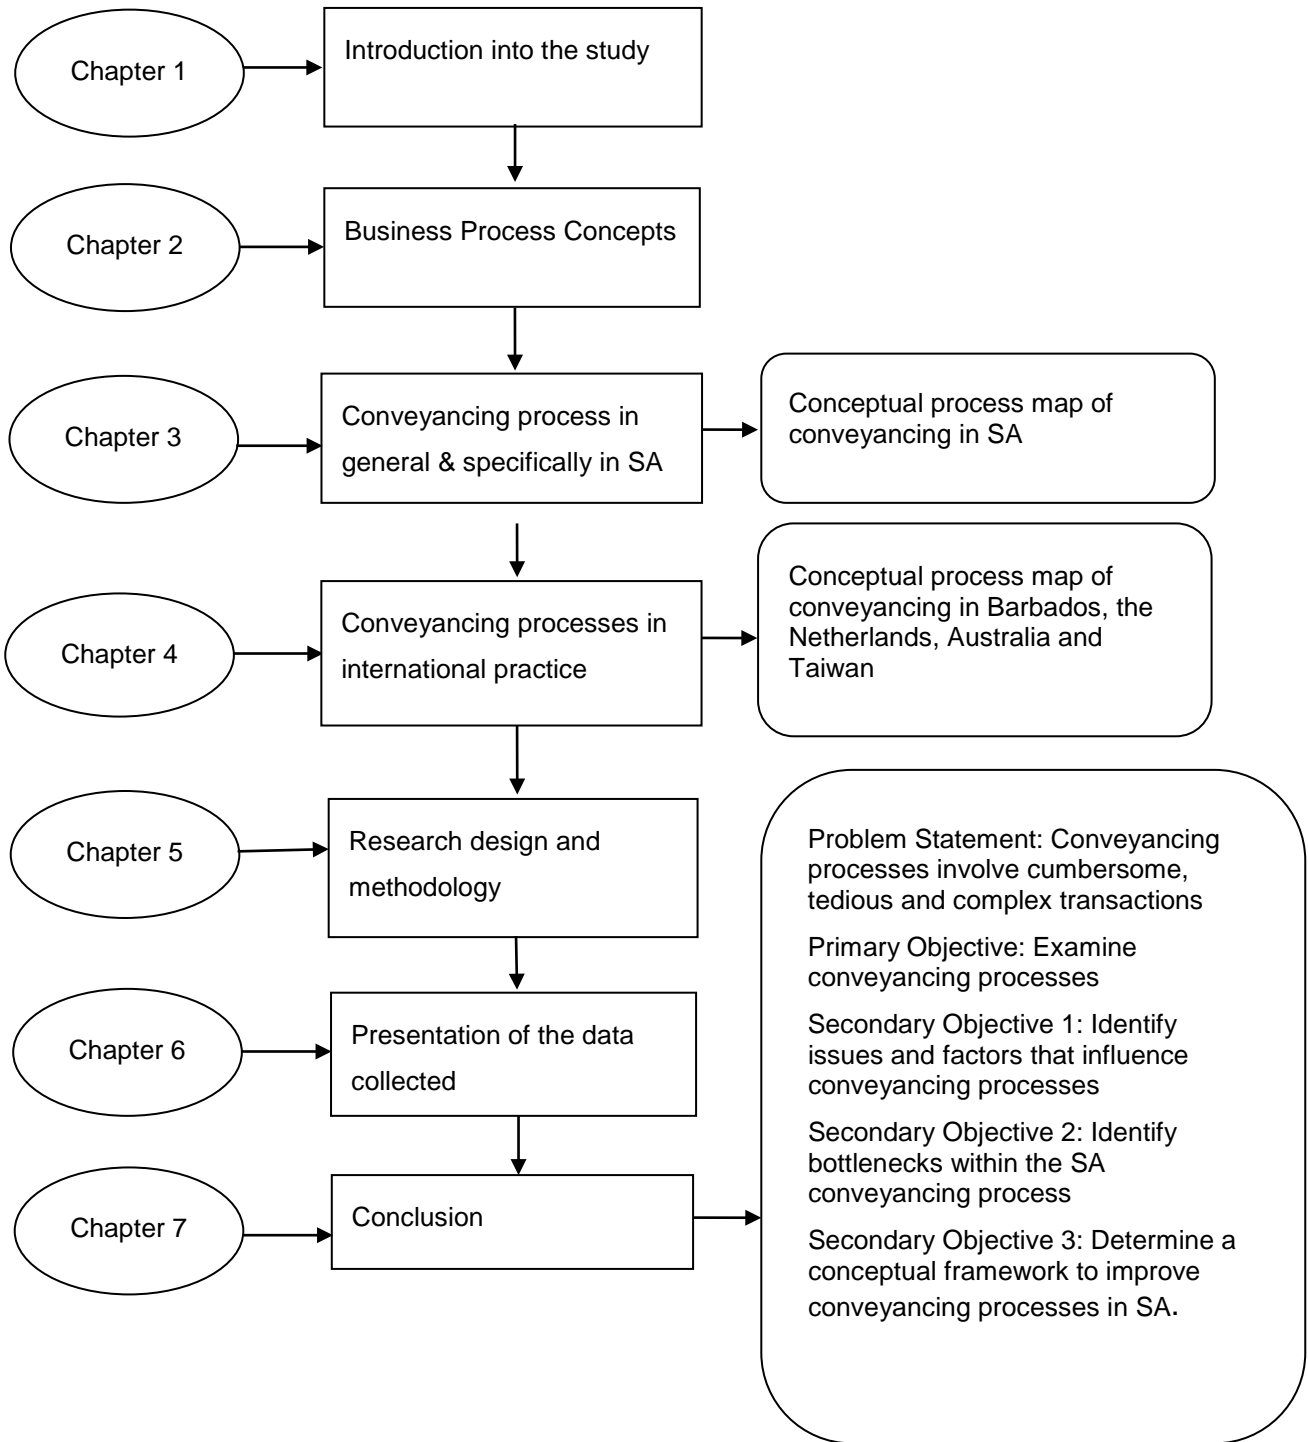 Chapter 1
Introduction into the study
Chapter 2
Business Process Concepts
Chapter 3
Conveyancing process in
general & specifically in SA
Conceptual process map of
conveyancing in SA
Chapter 4
Conveyancing processes in
international practice
Conceptual process map of
conveyancing in Barbados, the
Netherlands, Australia and
Taiwan
Chapter 5
Research design and
methodology
Chapter 6
Presentation of the data
collected
Chapter 7
Conclusion
Problem Statement: Conveyancing
processes involve cumbersome,
tedious and complex transactions
Primary Objective: Examine
conveyancing processes
Secondary Objective 1: Identify
issues and factors that influence
conveyancing processes
Secondary Objective 2: Identify
bottlenecks within the SA
conveyancing process
Secondary Objective 3: Determine a
conceptual framework to improve
conveyancing processes in SA.